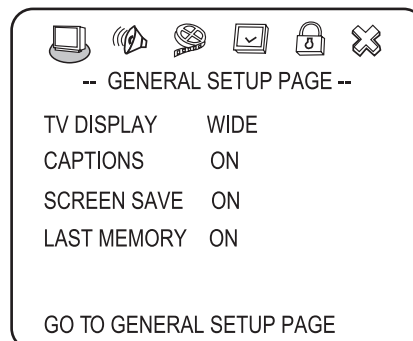 -- GENERAL SETUP PAGE --
TV DISPLAY WIDE
CAPTIONS ON
SCREEN SAVE ON
LAST MEMORY ON
GO TO GENERAL SETUP PAGE